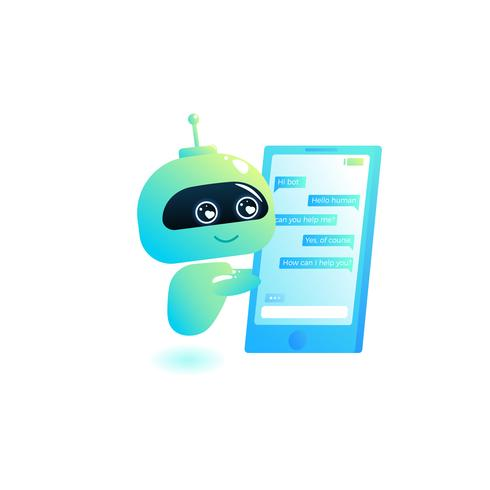 Hi bot
Hello human
can you help me?
Yes, of course
How can I help you?